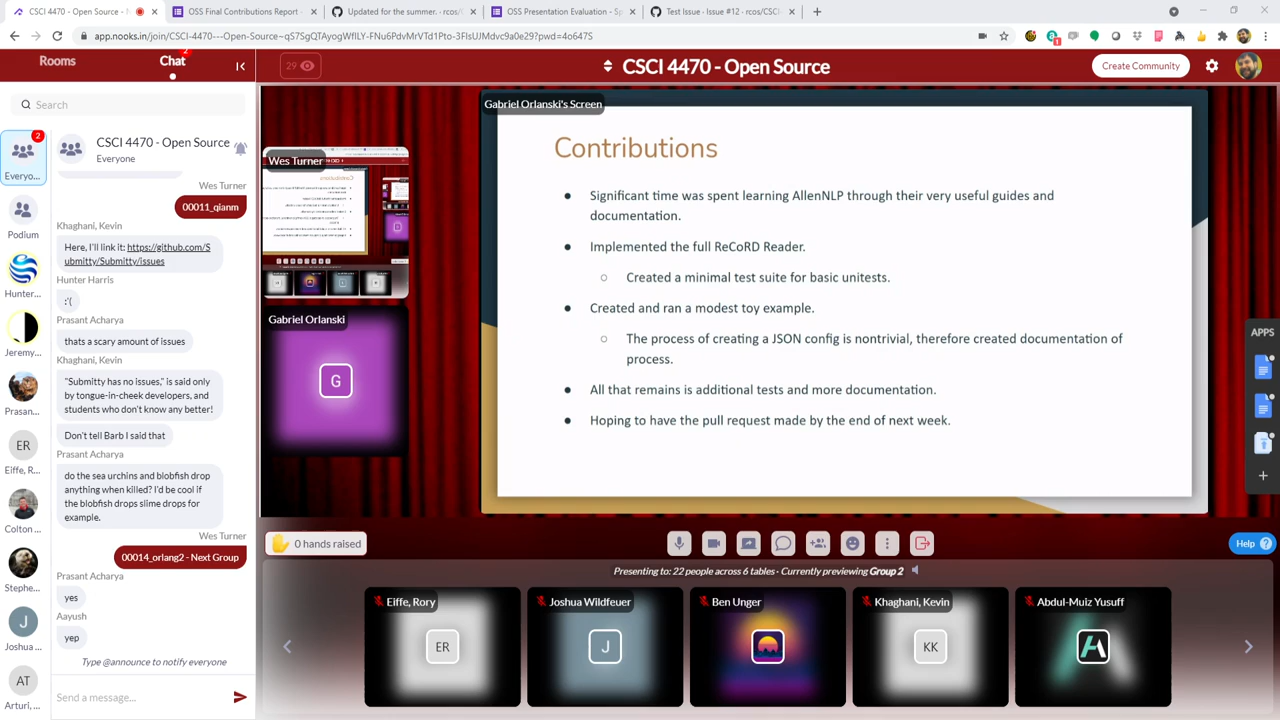 CSCI 4470 - Open Source - N
OSS Final Contributions Report -
Updated for the summer. · rcos/
OSS Presentation Evaluation - Sp
Test Issue · Issue #12 · rcos/CSCI
app.nooks.in/join/CSCI-4470---Open-Source~qS7SgQTAyogWflLY-FNu6PdvMrVTd1Pto-3FIsUJMdvc9a0e29?pwd=4o647S
Rooms
Chat
2
29
CSCI 4470 - Open Source
Create Community
Search
2
Everyo...
Podium
Hunter...
Jeremy...
Prasan...
ER
Eiffe, R...
Colton ...
Stephe...
J
Joshua ...
AT
Arturi, ...
CSCI 4470 - Open Source
Everyone
Wes Turner
00011_qianm
Khaghani, Kevin
Here, I'll link it: https://github.com/S
ubmitty/Submitty/issues
Hunter Harris
:'(
Prasant Acharya
thats a scary amount of issues
Khaghani, Kevin
"Submitty has no issues," is said only
by tongue-in-cheek developers, and
students who don't know any better!
Don't tell Barb I said that
Prasant Acharya
do the sea urchins and blobfish drop
anything when killed? I'd be cool if
the blobfish drops slime drops for
example.
Wes Turner
00014_orlang2 - Next Group
Prasant Acharya
yes
Aayush
yep
Type @announce to notify everyone
Send a message...
Wes Turner
Gabriel Orlanski
G
Gabriel Orlanski's Screen
Contributions
● Significant time was spent learning AllenNLP through their very useful guides and
documentation.
● Implemented the full ReCoRD Reader.
○ Created a minimal test suite for basic unitests.
● Created and ran a modest toy example.
○ The process of creating a JSON config is nontrivial, therefore created documentation of
process.
● All that remains is additional tests and more documentation.
● Hoping to have the pull request made by the end of next week.
APPS
0 hands raised
Help
Presenting to: 22 people across 6 tables · Currently previewing Group 2
Eiffe, Rory
ER
Joshua Wildfeuer
J
Ben Unger
Khaghani, Kevin
KK
Abdul-Muiz Yusuff